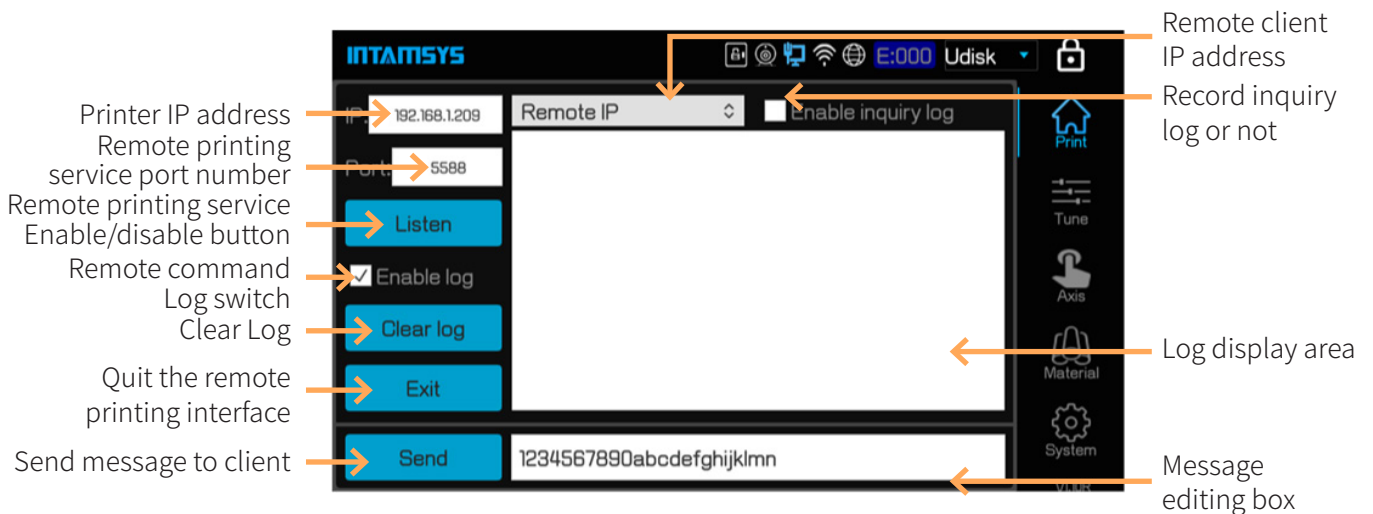 Remote client
IP address
Record inquiry
log or not
Log display area
Message
editing box
Printer IP address
Remote printing
service port number
Remote printing service
Enable/disable button
Remote command
Log switch
Clear Log
Quit the remote
printing interface
Send message to client
INTAMSYS
E:000 Udisk
IP: 192.168.1.209
Remote IP
Enable inquiry log
Port: 5588
Listen
Enable log
Clear log
Exit
Send
1234567890abcdefghijklmn
Print
Tune
Axis
Material
System